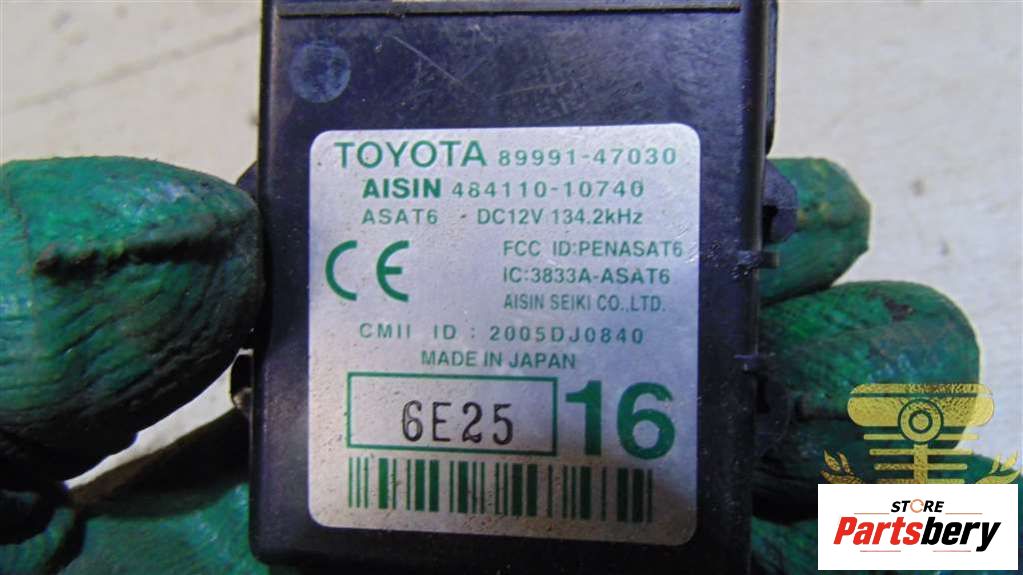 TOYOTA 89991-47030
AISIN 484110-10740
ASAT6 DC12V 134.2kHz
CE
FCC ID:PENASAT6
IC:3833A-ASAT6
AISIN SEIKI CO.,LTD.
CMII ID : 2005DJ0840
MADE IN JAPAN
6E25 16
STORE
Partsbery